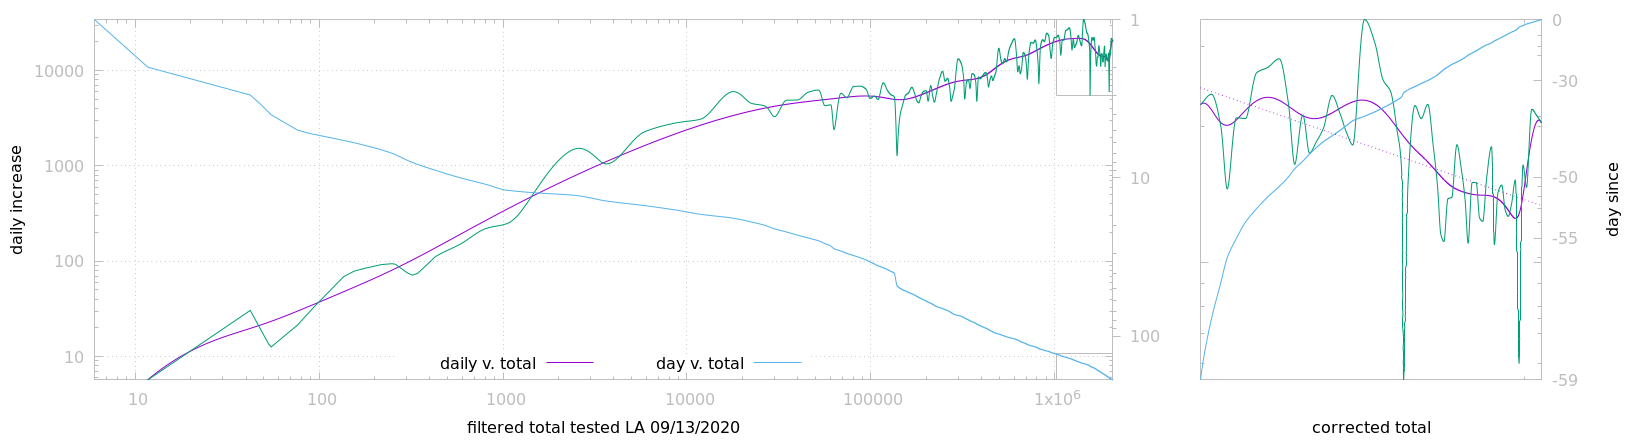 daily increase
10000
1000
100
10
10
100
1000
10000
100000
1x10⁶
1
10
100
daily v. total
day v. total
filtered total tested LA 09/13/2020
0
-30
-50
-55
-59
day since
corrected total